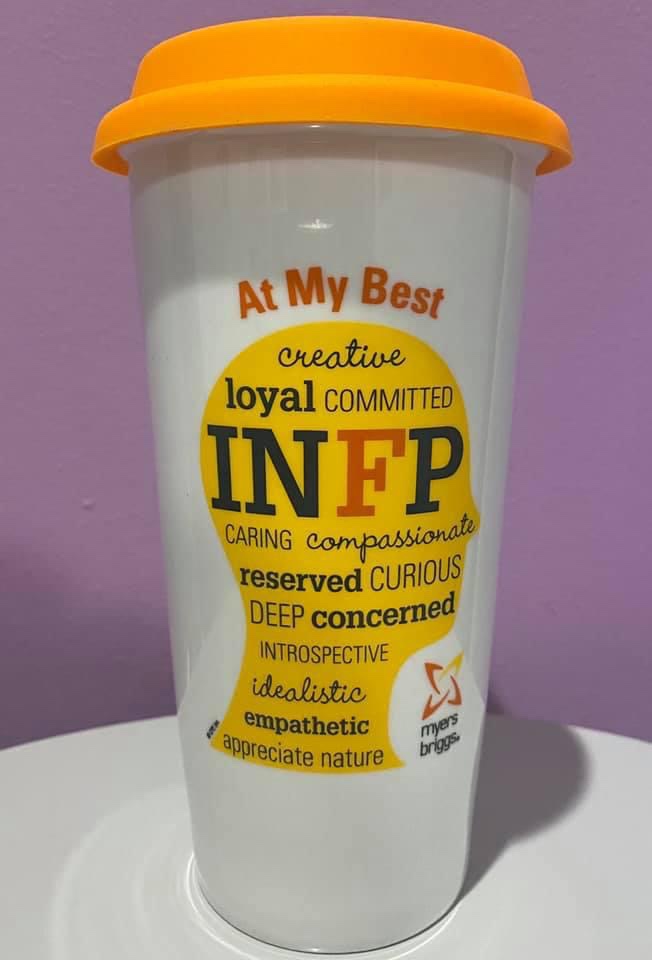 At My Best
creative
loyal COMMITTED
INFP
CARING compassionate
reserved CURIOUS
DEEP concerned
INTROSPECTIVE
idealistic
empathetic
appreciate nature
myers
briggs®